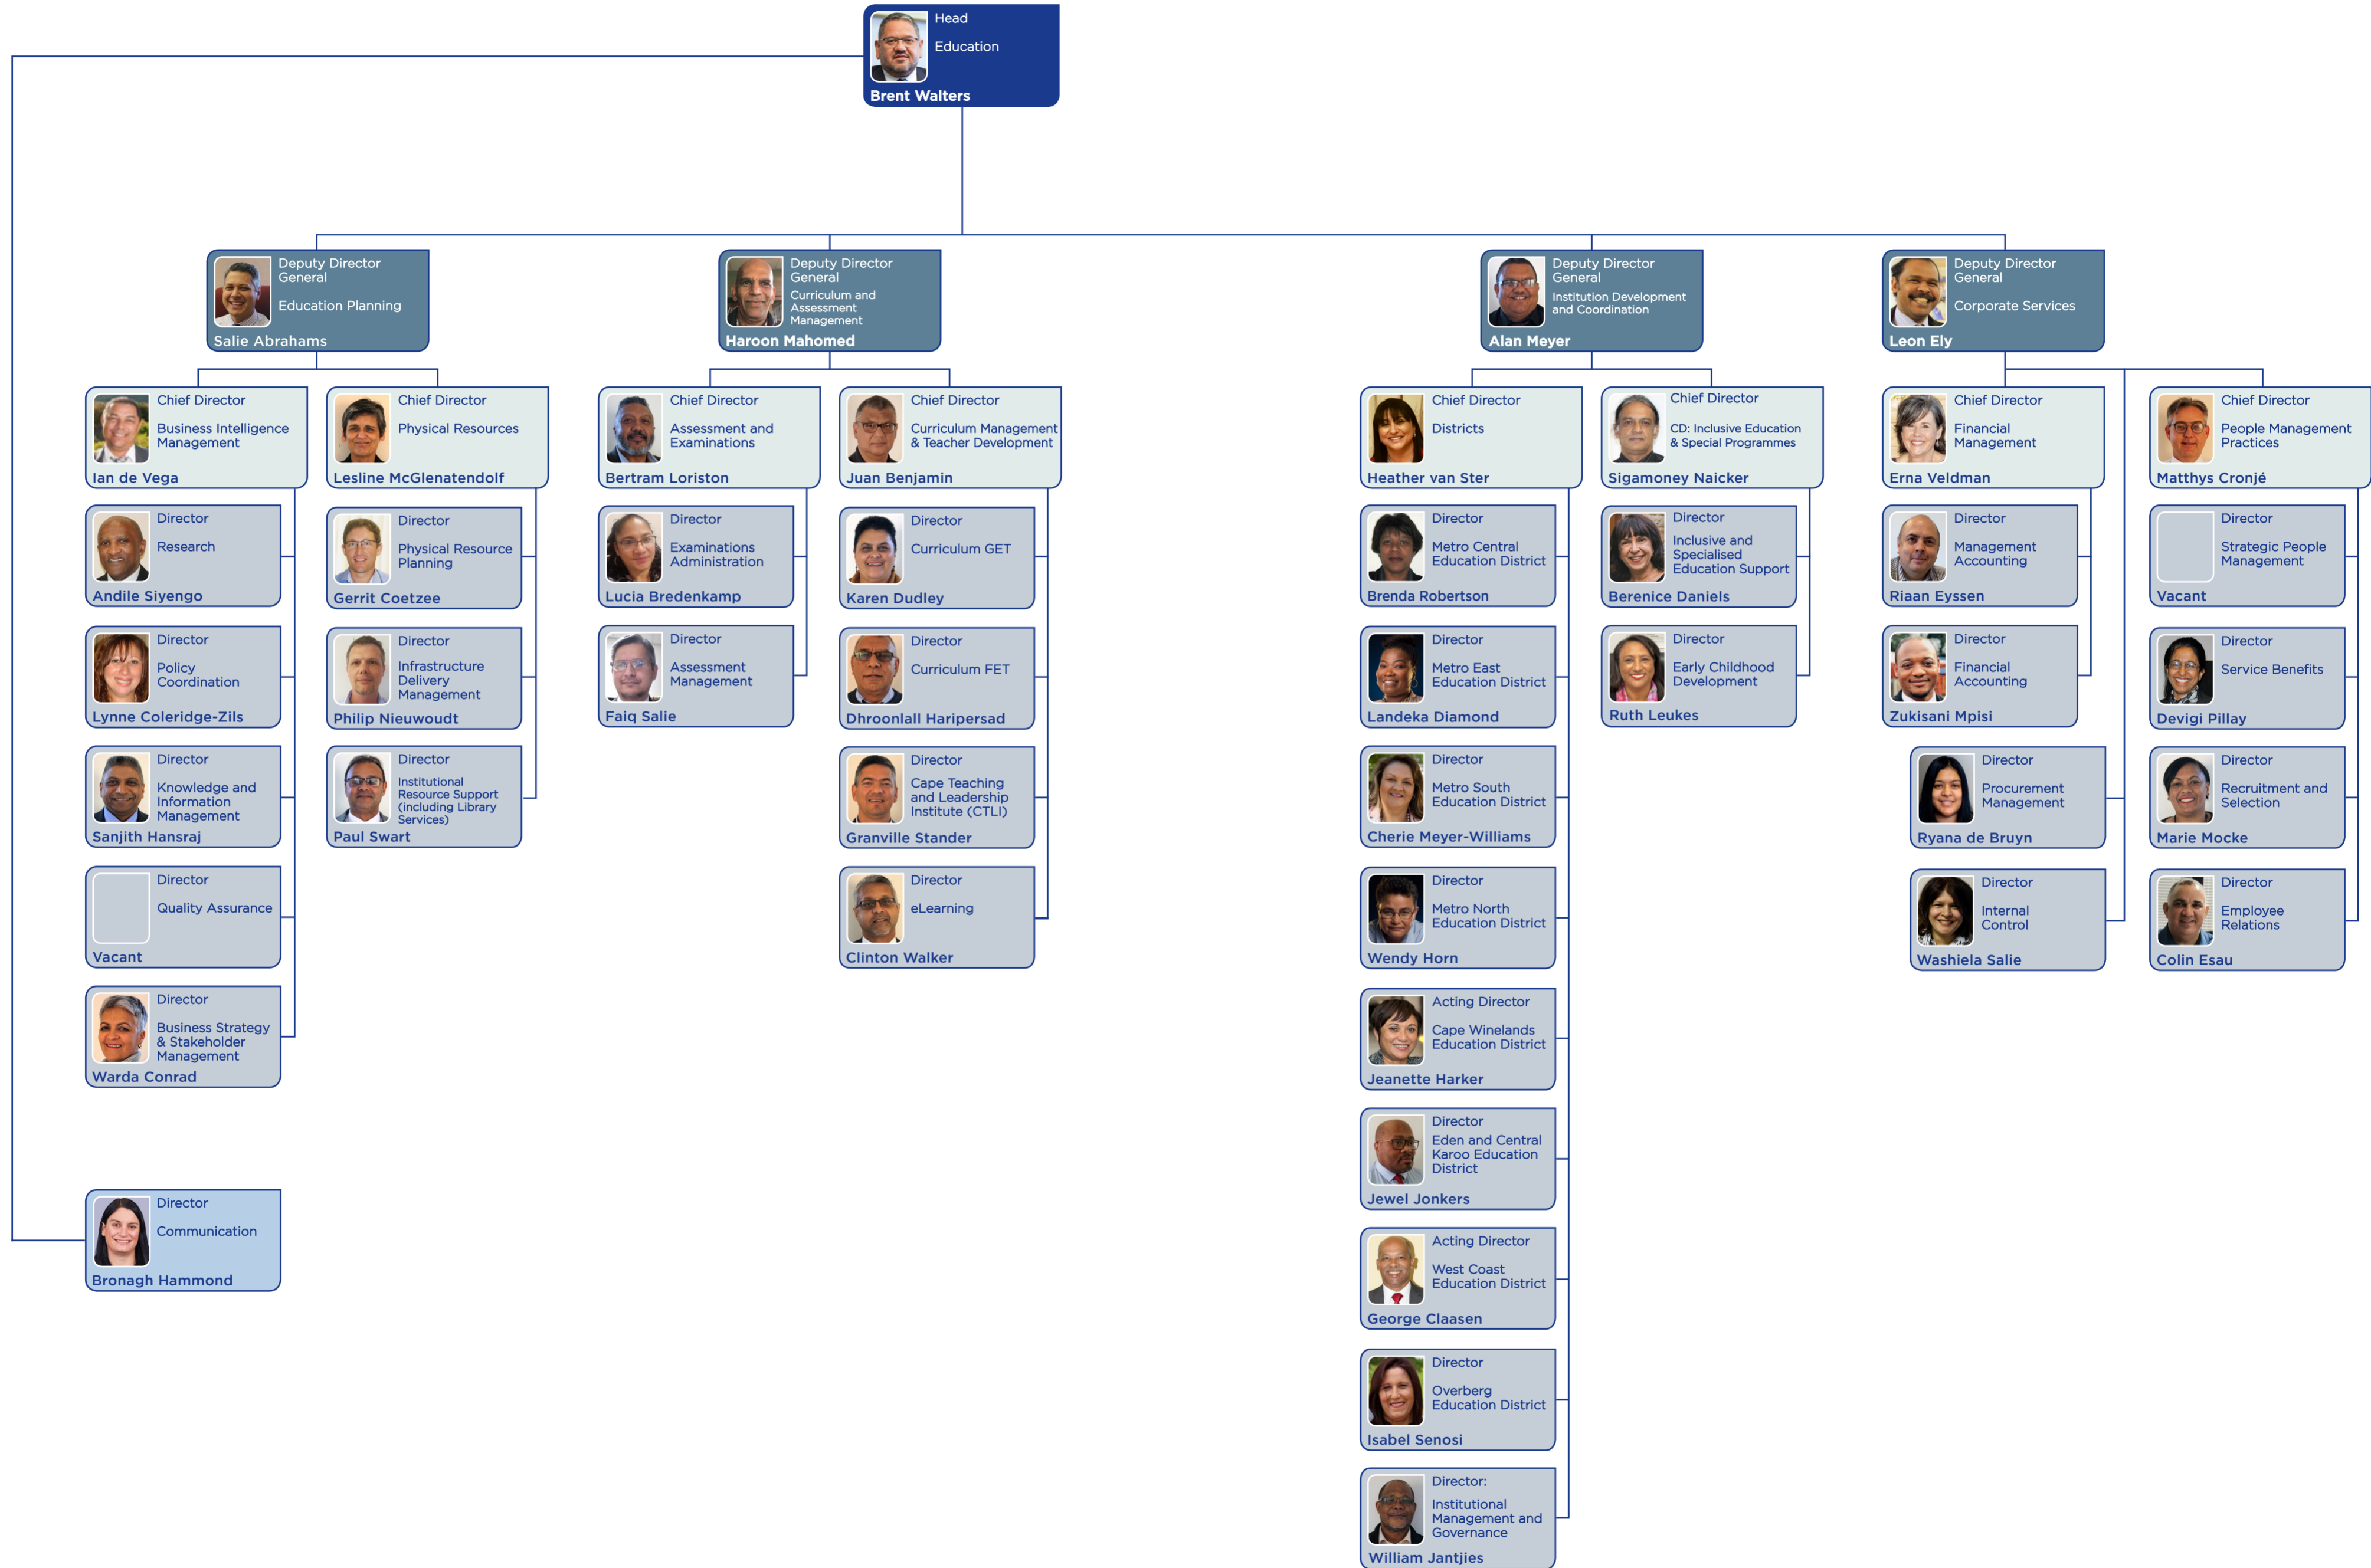 Head
Education
Brent Walters
Deputy Director
General
Education Planning
Salie Abrahams
Deputy Director
General
Curriculum and
Assessment
Management
Haroon Mahomed
Deputy Director
General
Institution Development
and Coordination
Alan Meyer
Deputy Director
General
Corporate Services
Leon Ely
Chief Director
Business Intelligence
Management
Ian de Vega
Chief Director
Physical Resources
Lesline McGlenatendolf
Chief Director
Assessment and
Examinations
Bertram Loriston
Chief Director
Curriculum Management
& Teacher Development
Juan Benjamin
Chief Director
Districts
Heather van Ster
Chief Director
CD: Inclusive Education
& Special Programmes
Sigamoney Naicker
Chief Director
Financial
Management
Erna Veldman
Chief Director
People Management
Practices
Matthys Cronjé
Director
Research
Andile Siyengo
Director
Physical Resource
Planning
Gerrit Coetzee
Director
Examinations
Administration
Lucia Bredenkamp
Director
Curriculum GET
Karen Dudley
Director
Metro Central
Education District
Brenda Robertson
Director
Inclusive and
Specialised
Education Support
Berenice Daniels
Director
Management
Accounting
Riaan Eyssen
Director
Strategic People
Management
Vacant
Director
Policy
Coordination
Lynne Coleridge-Zils
Director
Infrastructure
Delivery
Management
Philip Nieuwoudt
Director
Assessment
Management
Faiq Salie
Director
Curriculum FET
Dhroonlall Haripersad
Director
Metro East
Education District
Landeka Diamond
Director
Early Childhood
Development
Ruth Leukes
Director
Financial
Accounting
Zukisani Mpisi
Director
Service Benefits
Devigi Pillay
Director
Knowledge and
Information
Management
Sanjith Hansraj
Director
Institutional
Resource Support
(including Library
Services)
Paul Swart
Director
Cape Teaching
and Leadership
Institute (CTLI)
Granville Stander
Director
Metro South
Education District
Cherie Meyer-Williams
Director
Procurement
Management
Ryana de Bruyn
Director
Recruitment and
Selection
Marie Mocke
Director
Quality Assurance
Vacant
Director
eLearning
Clinton Walker
Director
Metro North
Education District
Wendy Horn
Director
Internal
Control
Washiela Salie
Director
Employee
Relations
Colin Esau
Director
Business Strategy
& Stakeholder
Management
Warda Conrad
Acting Director
Cape Winelands
Education District
Jeanette Harker
Director
Eden and Central
Karoo Education
District
Jewel Jonkers
Director
Communication
Bronagh Hammond
Acting Director
West Coast
Education District
George Claasen
Director
Overberg
Education District
Isabel Senosi
Director:
Institutional
Management and
Governance
William Jantjies